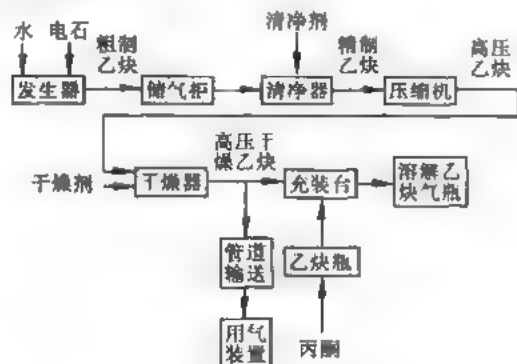 水 电石
粗制
乙炔
清净剂
精制
乙炔
高压
乙炔
发生器
储气柜
清净器
压缩机
高压干
燥乙炔
干燥剂
干燥器
充装台
溶解乙
炔气瓶
管道
输送
乙炔瓶
用气
装置
丙酮